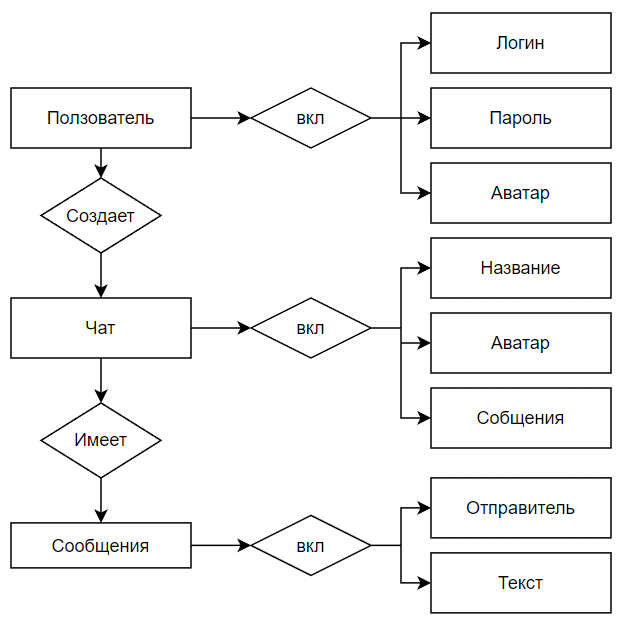 Логин
Ползователь
вкл
Пароль
Аватар
Создает
Название
Чат
вкл
Аватар
Собщения
Имеет
Отправитель
Сообщения
вкл
Текст